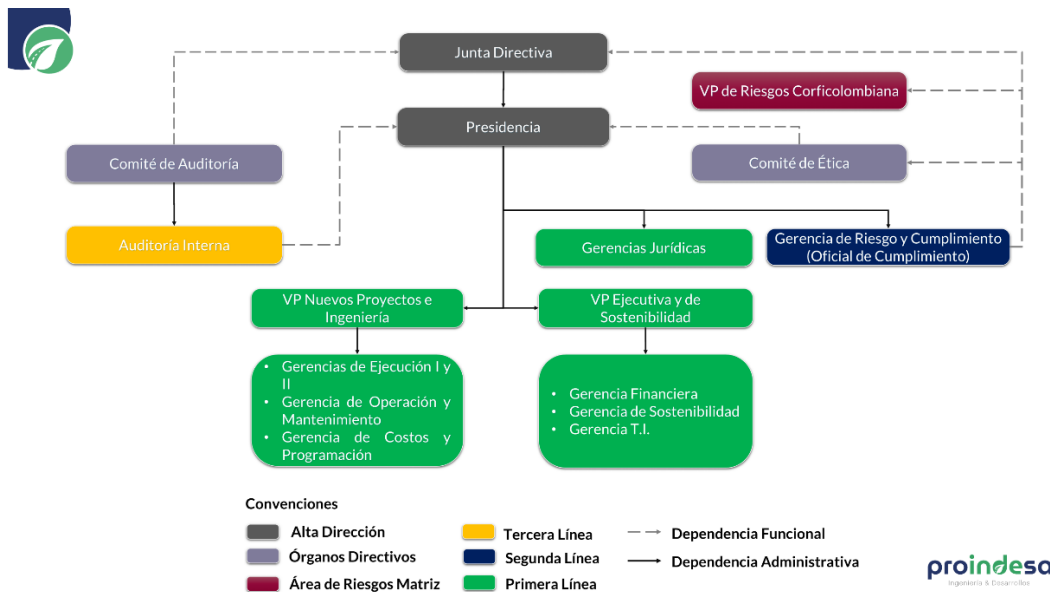 Junta Directiva
VP de Riesgos Corficolombiana
Presidencia
Comité de Auditoría
Comité de Ética
Auditoría Interna
Gerencias Jurídicas
Gerencia de Riesgo y Cumplimiento
(Oficial de Cumplimiento)
VP Nuevos Proyectos e
Ingeniería
VP Ejecutiva y de
Sostenibilidad
• Gerencias de Ejecución I y
II
• Gerencia de Operación y
Mantenimiento
• Gerencia de Costos y
Programación
• Gerencia Financiera
• Gerencia de Sostenibilidad
• Gerencia T.I.
Convenciones
Alta Dirección
Órganos Directivos
Área de Riesgos Matriz
Tercera Línea
Segunda Línea
Primera Línea
Dependencia Funcional
Dependencia Administrativa
proindesa
Ingeniería & Desarrollos